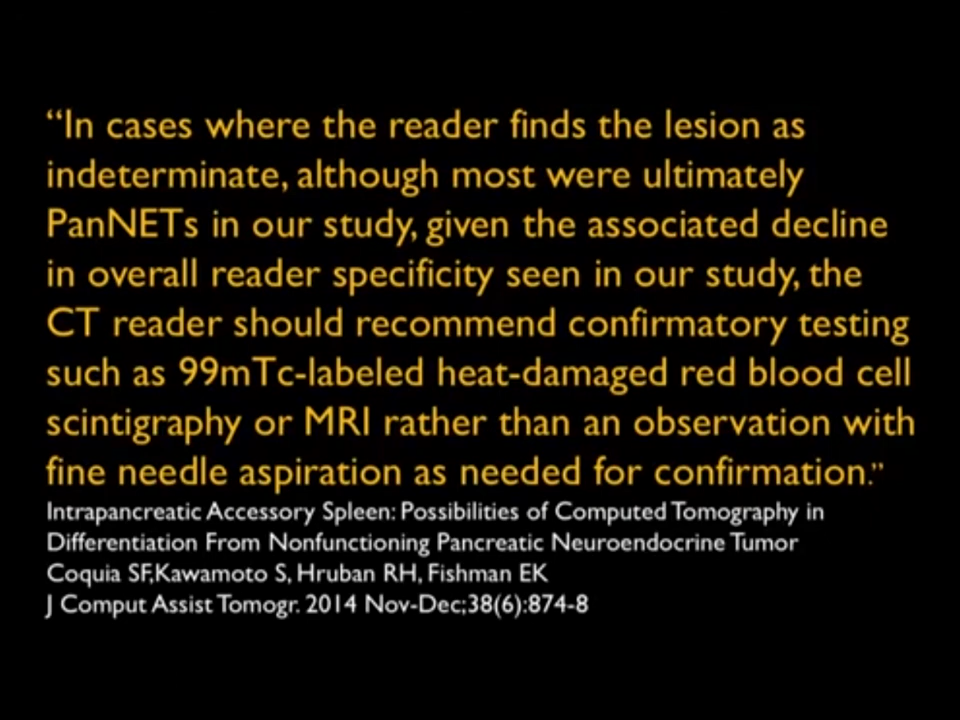 “In cases where the reader finds the lesion as
indeterminate, although most were ultimately
PanNETs in our study, given the associated decline
in overall reader specificity seen in our study, the
CT reader should recommend confirmatory testing
such as 99mTc-labeled heat-damaged red blood cell
scintigraphy or MRI rather than an observation with
fine needle aspiration as needed for confirmation.”
Intrapancreatic Accessory Spleen: Possibilities of Computed Tomography in
Differentiation From Nonfunctioning Pancreatic Neuroendocrine Tumor
Coquia SF,Kawamoto S, Hruban RH, Fishman EK
J Comput Assist Tomogr. 2014 Nov-Dec;38(6):874-8